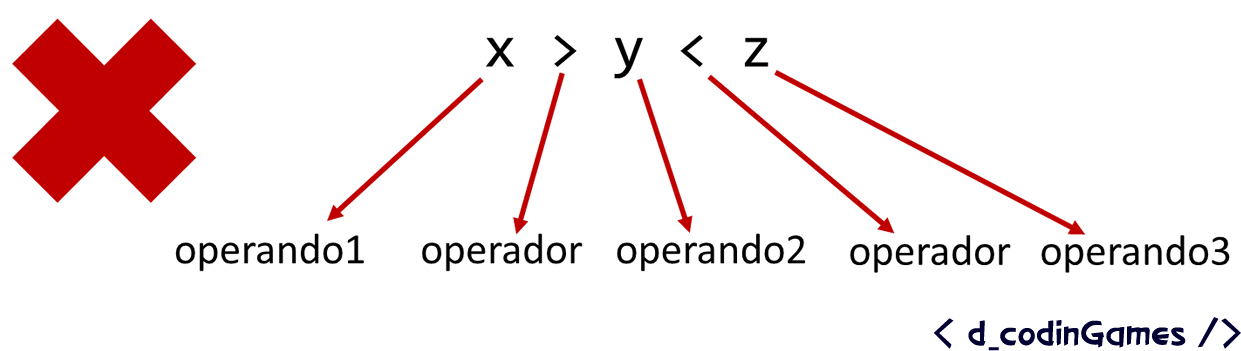 x > y < z
operando1 operador operando2 operador operando3
< d_codinGames />